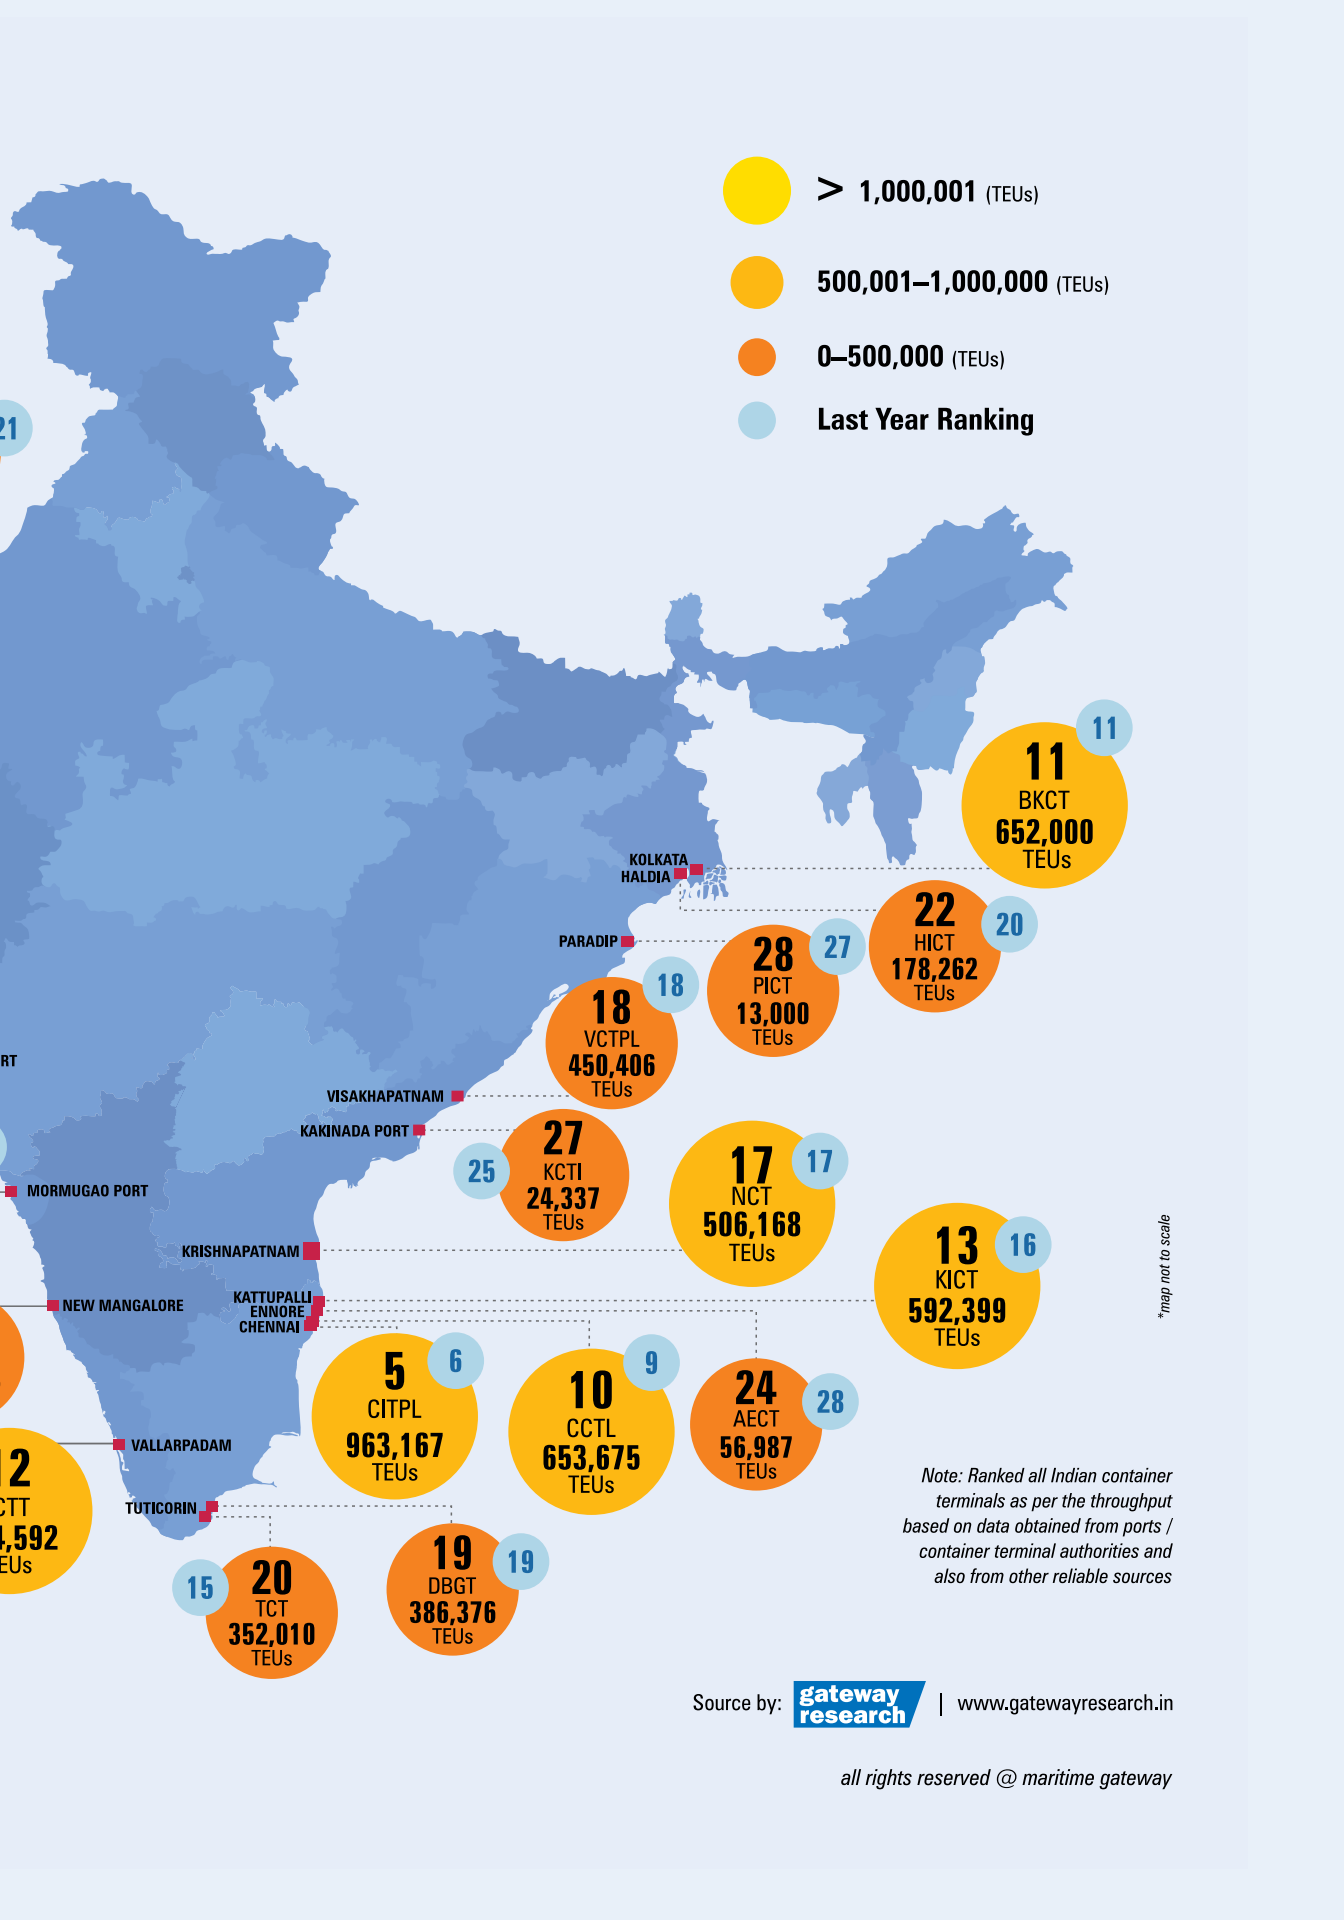 > 1,000,001 (TEUs)
500,001–1,000,000 (TEUs)
0–500,000 (TEUs)
Last Year Ranking
21
11
11
BKCT
652,000
TEUs
KOLKATA
HALDIA
22
20
HICT
178,262
TEUs
PARADIP
28
27
PICT
13,000
TEUs
18
18
VCTPL
450,406
TEUs
VISAKHAPATNAM
KAKINADA PORT
27
25
KCTI
24,337
TEUs
17
17
NCT
506,168
TEUs
MORMUGAO PORT
KRISHNAPATNAM
13
16
KICT
592,399
TEUs
*map not to scale
NEW MANGALORE
KATTUPALLI
ENNORE
CHENNAI
5
6
CITPL
963,167
TEUs
10
9
CCTL
653,675
TEUs
24
28
AECT
56,987
TEUs
VALLARPADAM
TUTICORIN
20
15
TCT
352,010
TEUs
19
19
DBGT
386,376
TEUs
Note: Ranked all Indian container
terminals as per the throughput
based on data obtained from ports /
container terminal authorities and
also from other reliable sources
Source by: gateway research | www.gatewayresearch.in
all rights reserved @ maritime gateway